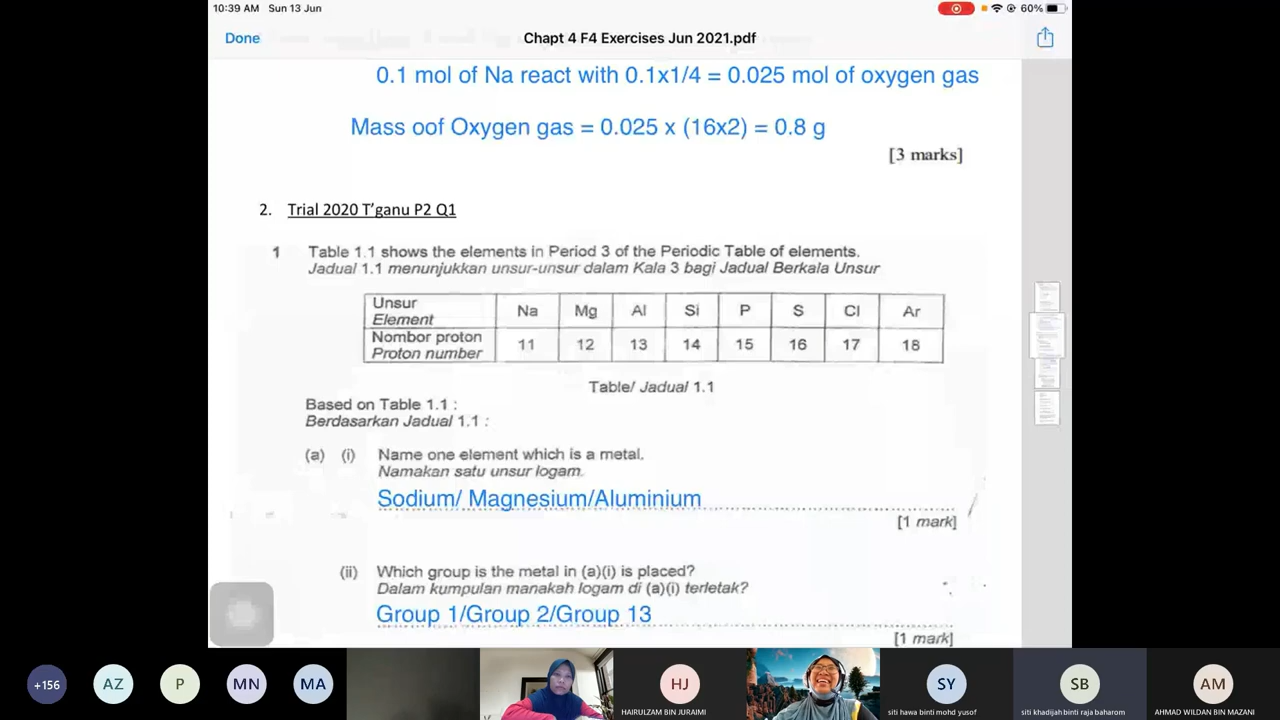 10:39 AM Sun 13 Jun
60%
Done
Chapt 4 F4 Exercises Jun 2021.pdf
0.1 mol of Na react with 0.1x1/4 = 0.025 mol of oxygen gas
Mass oof Oxygen gas = 0.025 x (16x2) = 0.8 g
[3 marks]
2. Trial 2020 T'ganu P2 Q1
1 Table 1.1 shows the elements in Period 3 of the Periodic Table of elements.
Jadual 1.1 menunjukkan unsur-unsur dalam Kala 3 bagi Jadual Berkala Unsur
Unsur
Element
Na Mg Al Si P S Cl Ar
Nombor proton
Proton number
11 12 13 14 15 16 17 18
Table/ Jadual 1.1
Based on Table 1.1 :
Berdasarkan Jadual 1.1 :
(a) (i) Name one element which is a metal.
Namakan satu unsur logam.
Sodium/ Magnesium/Aluminium
[1 mark]
(ii) Which group is the metal in (a)(i) is placed?
Dalam kumpulan manakah logam di (a)(i) terletak?
Group 1/Group 2/Group 13
[1 mark]
+156
AZ
P
MN
MA
HJ
SY
SB
AM
HAIRULZAM BIN JURAIMI
siti hawa binti mohd yusof
siti khadijah binti raja baharom
AHMAD WILDAN BIN MAZANI